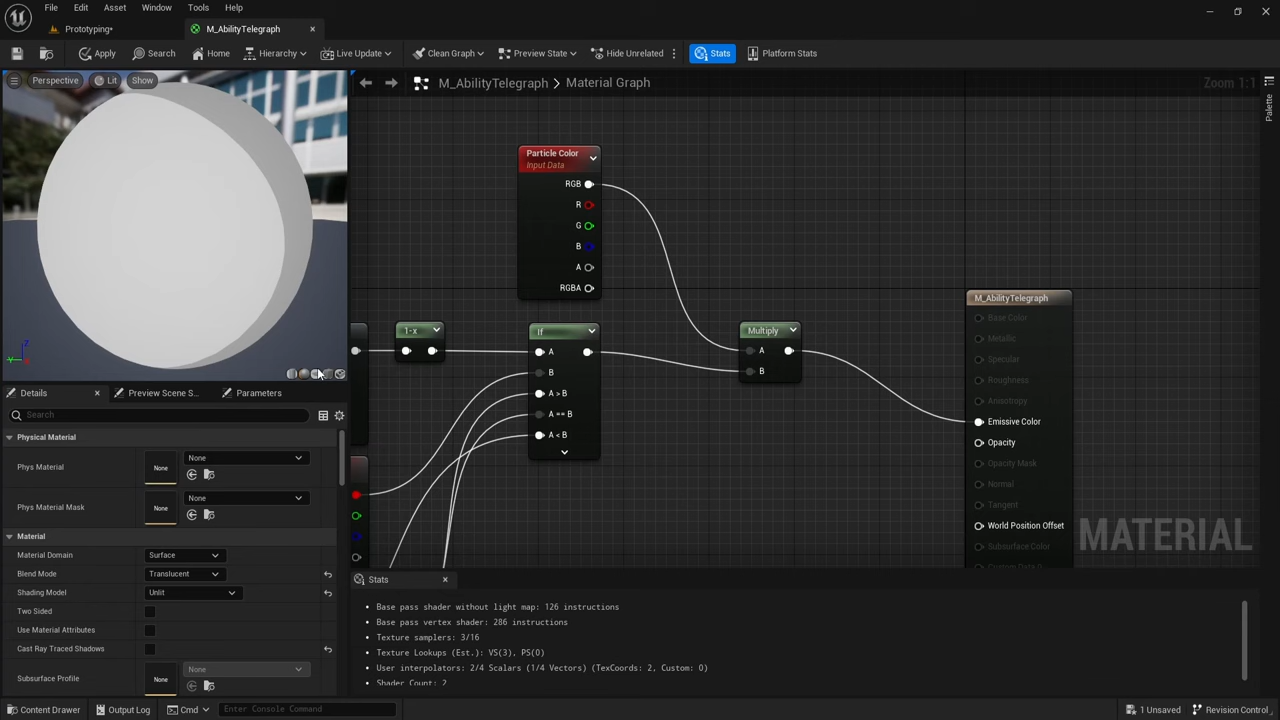 File Edit Asset Window Tools Help
Prototyping*
M_AbilityTelegraph
Apply Search Home Hierarchy Live Update Clean Graph Preview State Hide Unrelated Stats Platform Stats
Perspective Lit Show
M_AbilityTelegraph > Material Graph
Zoom 1:1
Palette
Particle Color
Input Data
RGB
R
G
B
A
RGBA
1-x
If
A
B
A > B
A == B
A < B
Multiply
A
B
M_AbilityTelegraph
Base Color
Metallic
Specular
Roughness
Anisotropy
Emissive Color
Opacity
Opacity Mask
Normal
Tangent
World Position Offset
Subsurface Color
MATERIAL
Z
Y
Details Preview Scene S... Parameters
Search
Physical Material
Phys Material None None
Phys Material Mask None None
Material
Material Domain Surface
Blend Mode Translucent
Shading Model Unlit
Two Sided
Use Material Attributes
Cast Ray Traced Shadows
Subsurface Profile None None
Stats
Base pass shader without light map: 126 instructions
Base pass vertex shader: 286 instructions
Texture samplers: 3/16
Texture Lookups (Est.): VS(3), PS(0)
User interpolators: 2/4 Scalars (1/4 Vectors) (TexCoords: 2, Custom: 0)
Shader Count: 2
Content Drawer Output Log Cmd Enter Console Command 1 Unsaved Revision Control